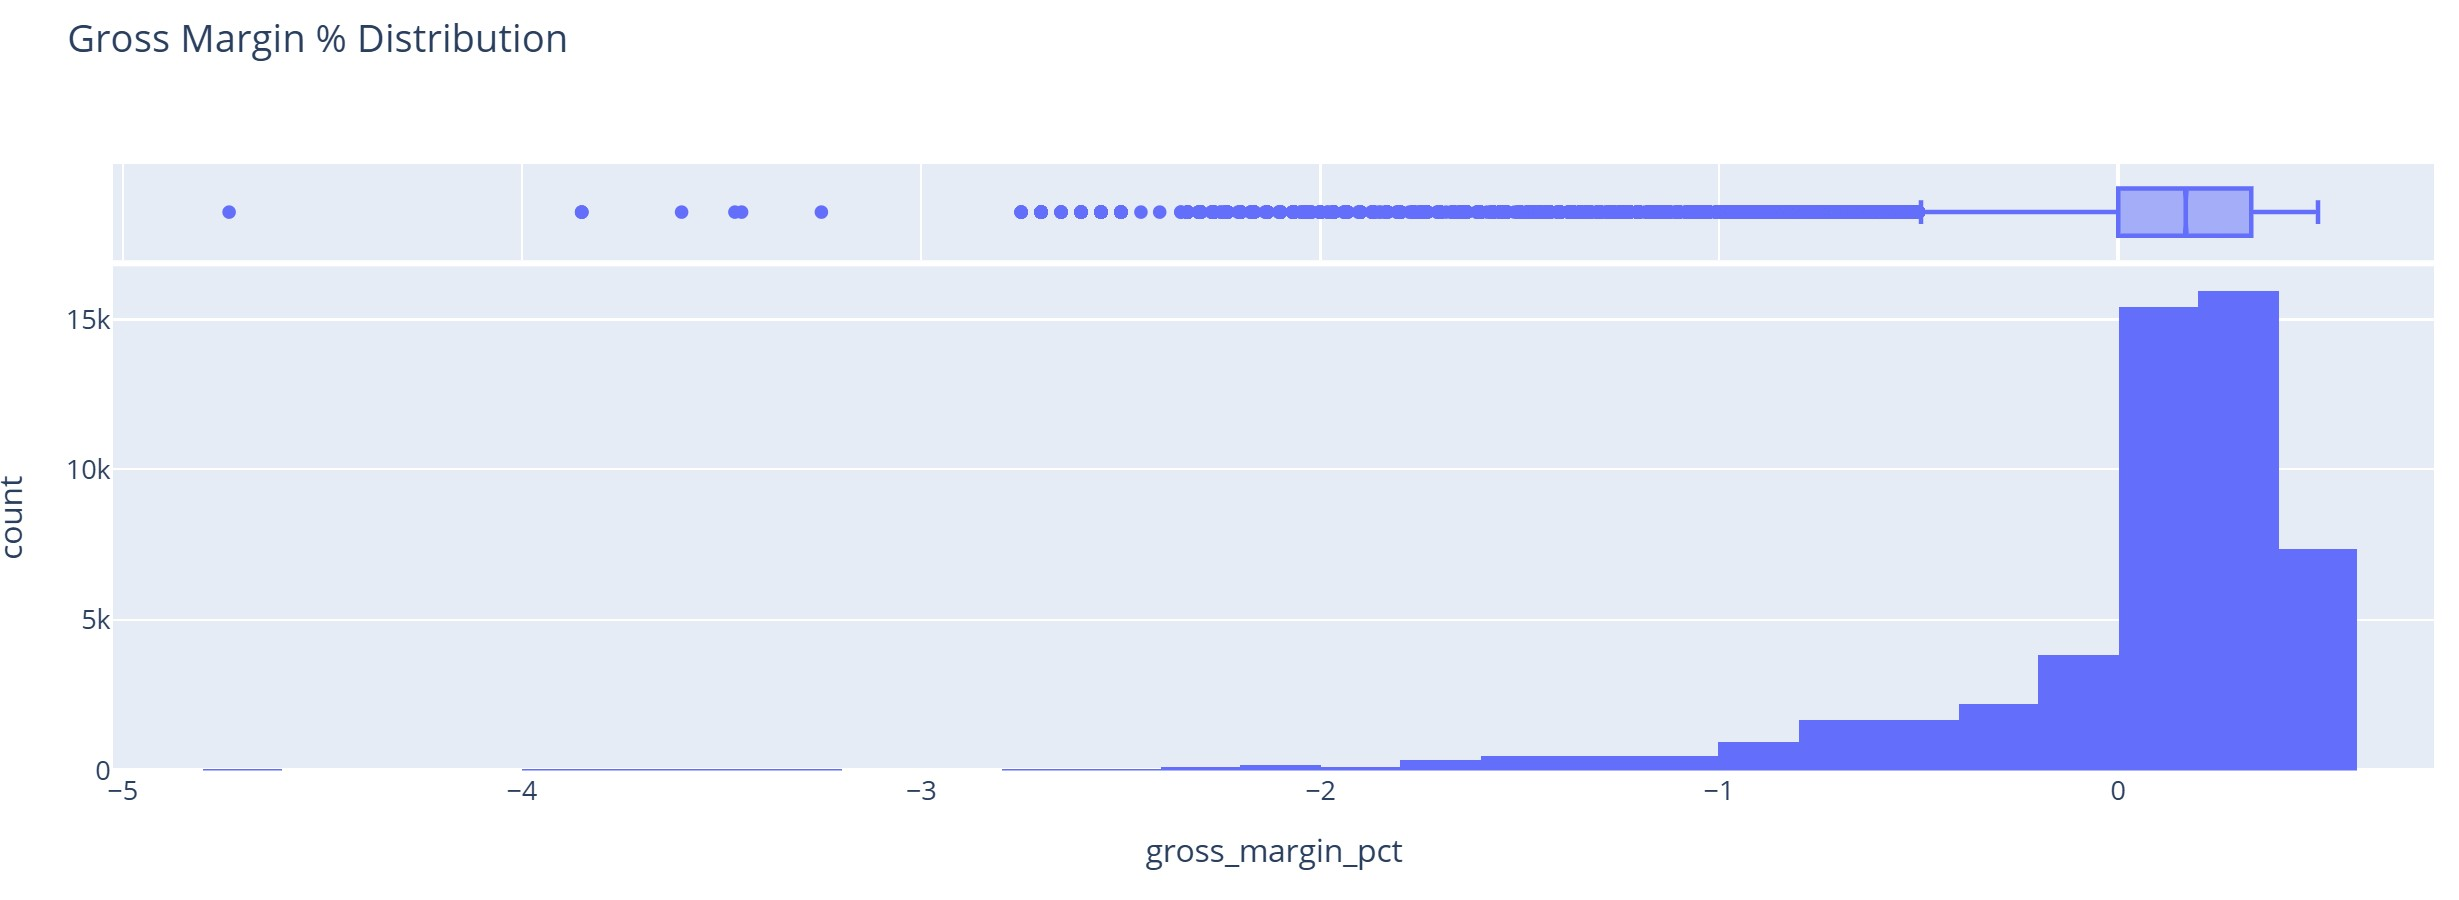 Gross Margin % Distribution
15k
10k
5k
0
count
−5
−4
−3
−2
−1
0
gross_margin_pct